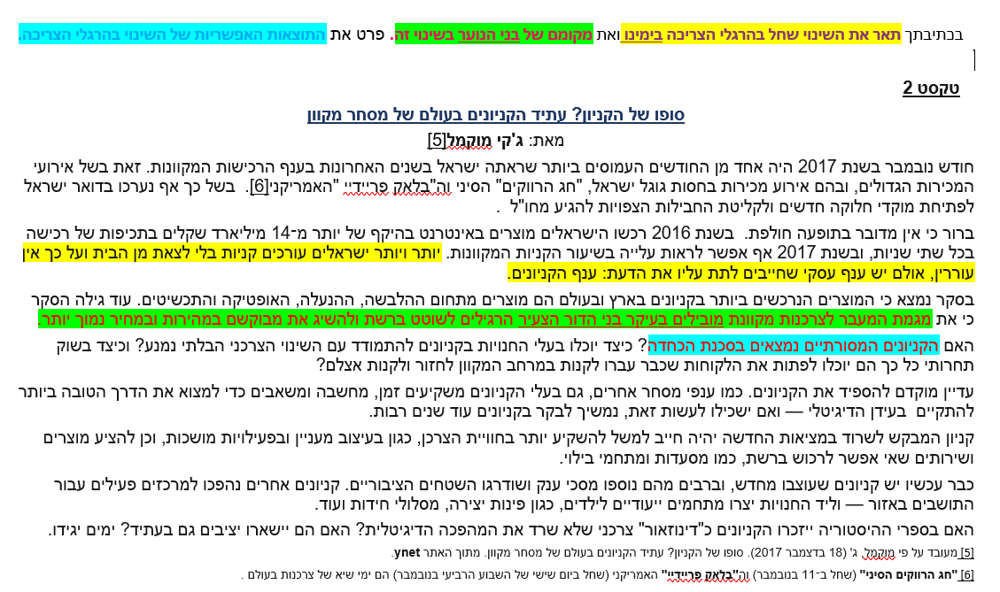 בכתיבתך תאר את השינוי שחל בהרגלי הצריכה בימינו ואת מקומם של בני הנוער בשינוי זה. פרט את התוצאות האפשריות של השינוי בהרגלי הצריכה.
טקסט 2
סופו של הקניון? עתיד הקניונים בעולם של מסחר מקוון
מאת: ג'קי מוקמל[5]
חודש נובמבר בשנת 2017 היה אחד מן החודשים העמוסים ביותר שראתה ישראל בשנים האחרונות בענף הרכישות המקוונות. זאת בשל אירועי
המכירות הגדולים, ובהם אירוע מכירות בחסות גוגל ישראל, "חג הרווקים" הסיני וה"בלאק פריידיי "האמריקני[6]. בשל כך אף נערכו בדואר ישראל
לפתיחת מוקדי חלוקה חדשים ולקליטת החבילות הצפויות להגיע מחו"ל .
ברור כי אין מדובר בתופעה חולפת. בשנת 2016 רכשו הישראלים מוצרים באינטרנט בהיקף של יותר מ־14 מיליארד שקלים בתכיפות של רכישה
בכל שתי שניות, ובשנת 2017 אף אפשר לראות עלייה בשיעור הקניות המקוונות. יותר ויותר ישראלים עורכים קניות בלי לצאת מן הבית ועל כך אין
עוררין, אולם יש ענף עסקי שחייבים לתת עליו את הדעת: ענף הקניונים.
בסקר נמצא כי המוצרים הנרכשים ביותר בקניונים בארץ ובעולם הם מוצרים מתחום ההלבשה, ההנעלה, האופטיקה והתכשיטים. עוד גילה הסקר
כי את מגמת המעבר לצרכנות מקוונת מובילים בעיקר בני הדור הצעיר הרגילים לשוטט ברשת ולהשיג את מבוקשם במהירות ובמחיר נמוך יותר.
האם הקניונים המסורתיים נמצאים בסכנת הכחדה? כיצד יוכלו בעלי החנויות בקניונים להתמודד עם השינוי הצרכני הבלתי נמנע? וכיצד בשוק
תחרותי כל כך הם יוכלו לפתות את הלקוחות שכבר עברו לקנות במרחב המקוון לחזור ולקנות אצלם?
עדיין מוקדם להספיד את הקניונים. כמו ענפי מסחר אחרים, גם בעלי הקניונים משקיעים זמן, מחשבה ומשאבים כדי למצוא את הדרך הטובה ביותר
להתקיים בעידן הדיגיטלי — ואם ישכילו לעשות זאת, נמשיך לבקר בקניונים עוד שנים רבות.
קניון המבקש לשרוד במציאות החדשה יהיה חייב למשל להשקיע יותר בחוויית הצרכן, כגון בעיצוב מעניין ובפעילויות מושכות, וכן להציע מוצרים
ושירותים שאי אפשר לרכוש ברשת, כמו מסעדות ומתחמי בילוי.
כבר עכשיו יש קניונים שעוצבו מחדש, וברבים מהם נוספו מסכי ענק ושודרגו השטחים הציבוריים. קניונים אחרים נהפכו למרכזים פעילים עבור
התושבים באזור — וליד החנויות יצרו מתחמים ייעודיים לילדים, כגון פינות יצירה, מסלולי חידות ועוד.
האם בספרי ההיסטוריה ייזכרו הקניונים כ"דינוזאור" צרכני שלא שרד את המהפכה הדיגיטלית? האם הם יישארו יציבים גם בעתיד? ימים יגידו.
[5] מעובד על פי מוקמל, ג' (18 בדצמבר 2017). סופו של הקניון? עתיד הקניונים בעולם של מסחר מקוון. מתוך האתר ynet.
[6] "חג הרווקים הסיני" (שחל ב־11 בנובמבר) וה"בלאק פריידיי" האמריקני (שחל ביום שישי של השבוע הרביעי בנובמבר) הם ימי שיא של צרכנות בעולם .